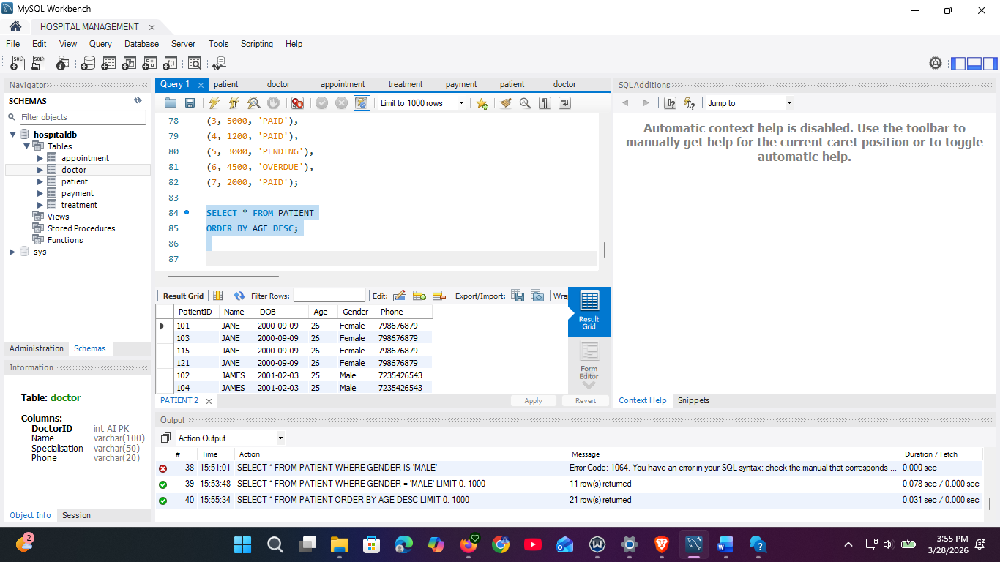 MySQL Workbench
HOSPITAL MANAGEMENT
File Edit View Query Database Server Tools Scripting Help
Navigator
SCHEMAS
Filter objects
hospitaldb
Tables
appointment
doctor
patient
payment
treatment
Views
Stored Procedures
Functions
sys
Administration Schemas
Information
Table: doctor
Columns:
DoctorID int AI PK
Name varchar(100)
Specialisation varchar(50)
Phone varchar(20)
Object Info Session
Query 1 patient doctor appointment treatment payment patient doctor
Limit to 1000 rows
78 (3, 5000, 'PAID'),
79 (4, 1200, 'PAID'),
80 (5, 3000, 'PENDING'),
81 (6, 4500, 'OVERDUE'),
82 (7, 2000, 'PAID');
83
84 SELECT * FROM PATIENT
85 ORDER BY AGE DESC;
86
87
Result Grid Filter Rows: Edit: Export/Import: Wra
PatientID Name DOB Age Gender Phone
101 JANE 2000-09-09 26 Female 798676879
103 JANE 2000-09-09 26 Female 798676879
115 JANE 2000-09-09 26 Female 798676879
121 JANE 2000-09-09 26 Female 798676879
102 JAMES 2001-02-03 25 Male 7235426543
104 JAMES 2001-02-03 25 Male 7235426543
Result
Grid
Form
Editor
PATIENT 2 Apply Revert
SQLAdditions
Jump to
Automatic context help is disabled. Use the toolbar to
manually get help for the current caret position or to toggle
automatic help.
Context Help Snippets
Output
Action Output
# Time Action Message Duration / Fetch
38 15:51:01 SELECT * FROM PATIENT WHERE GENDER IS 'MALE' Error Code: 1064. You have an error in your SQL syntax; check the manual that corresponds ... 0.000 sec
39 15:53:48 SELECT * FROM PATIENT WHERE GENDER = 'MALE' LIMIT 0, 1000 11 row(s) returned 0.078 sec / 0.000 sec
40 15:55:34 SELECT * FROM PATIENT ORDER BY AGE DESC LIMIT 0, 1000 21 row(s) returned 0.031 sec / 0.000 sec
2
3:55 PM
3/28/2026